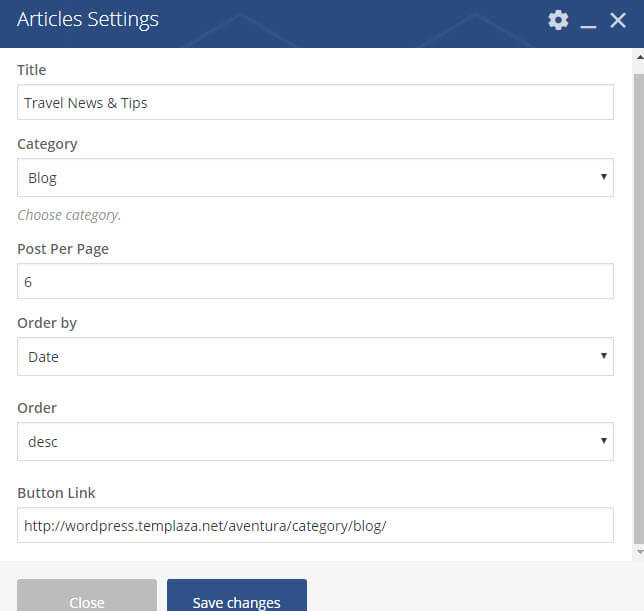 Articles Settings
Title
Travel News & Tips
Category
Blog
Choose category.
Post Per Page
6
Order by
Date
Order
desc
Button Link
http://wordpress.templaza.net/aventura/category/blog/
Close
Save changes